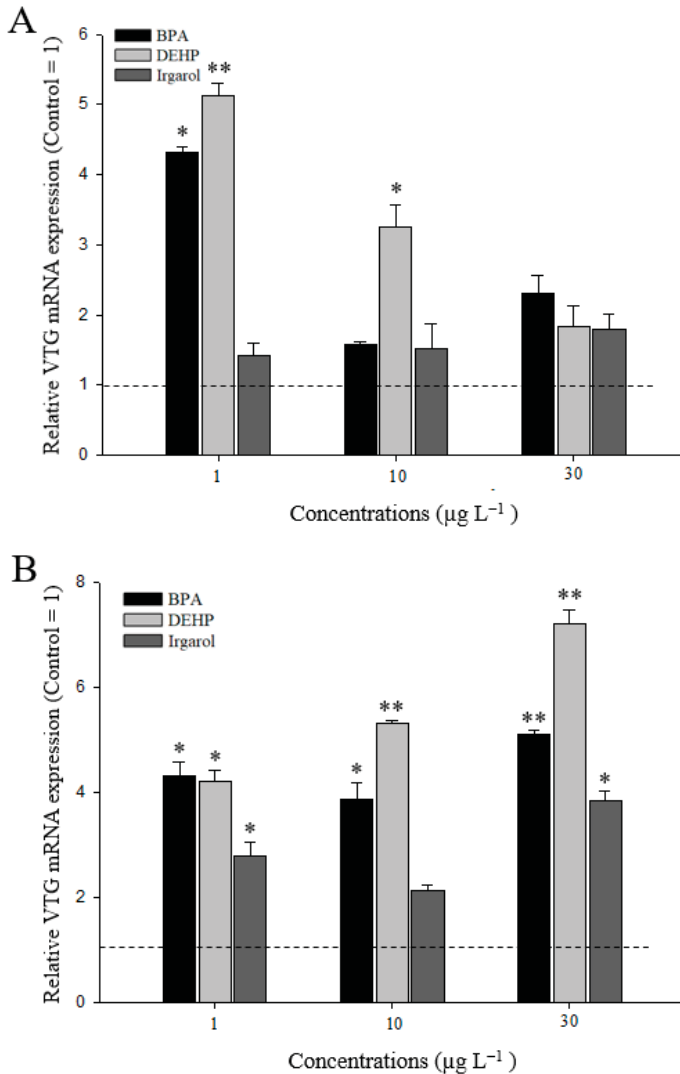 A
Relative VTG mRNA expression (Control = 1)
6
5
4
3
2
1
0
BPA
DEHP
Irgarol
*
**
*
1
10
30
Concentrations (µg L⁻¹ )
B
Relative VTG mRNA expression (Control = 1)
8
6
4
2
0
BPA
DEHP
Irgarol
*
*
*
*
**
**
**
*
1
10
30
Concentrations (µg L⁻¹ )